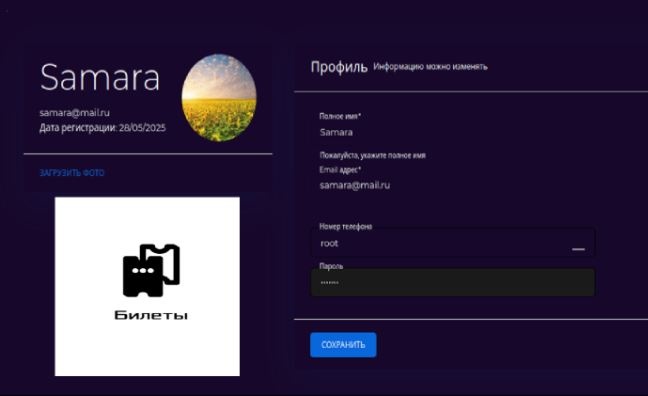 Samara
samara@mail.ru
Дата регистрации: 28/05/2025
ЗАГРУЗИТЬ ФОТО
Билеты
Профиль Информацию можно изменять
Полное имя*
Samara
Пожалуйста, укажите полное имя
Email адрес*
samara@mail.ru
Номер телефона
root
Пароль
•••••••
СОХРАНИТЬ